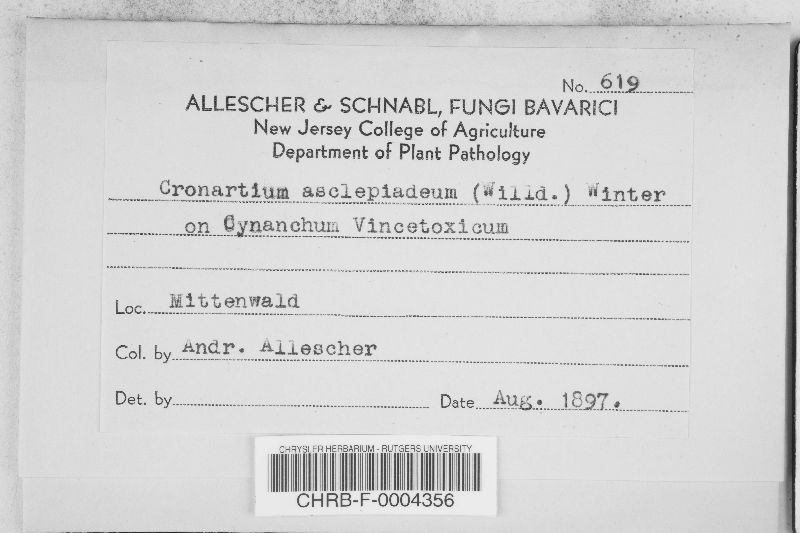 No. 619
ALLESCHER & SCHNABL, FUNGI BAVARICI
New Jersey College of Agriculture
Department of Plant Pathology
Cronartium asclepiadeum (Willd.) Winter
on Cynanchum Vincetoxicum
Loc. Mittenwald
Col. by Andr. Allescher
Det. by Date Aug. 1897.
CHRYSLER HERBARIUM - RUTGERS UNIVERSITY
CHRB-F-0004356